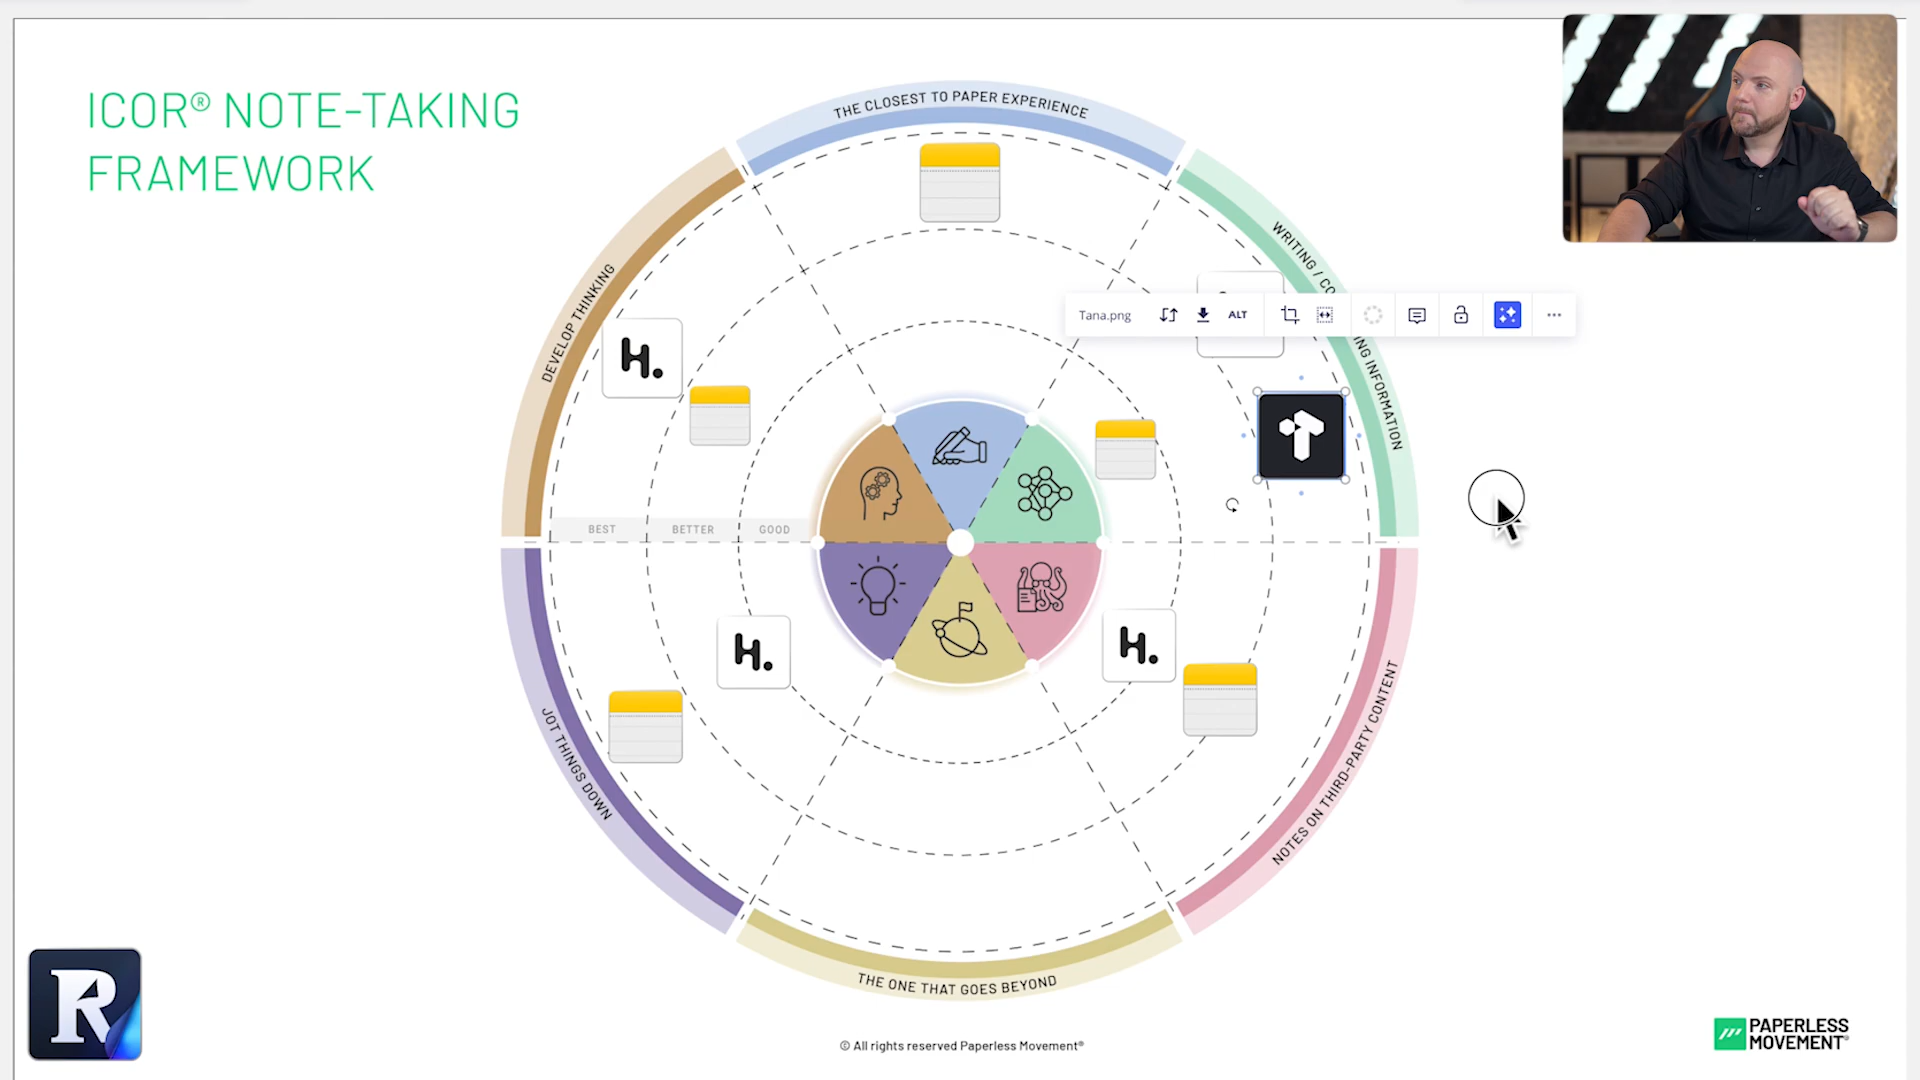 ICOR® NOTE-TAKING
FRAMEWORK
THE CLOSEST TO PAPER EXPERIENCE
WRITING / CO
NG INFORMATION
DEVELOP THINKING
Tana.png
ALT
H.
BEST
BETTER
GOOD
H.
H.
JOT THINGS DOWN
NOTES ON THIRD-PARTY CONTENT
THE ONE THAT GOES BEYOND
R
© All rights reserved Paperless Movement®
PAPERLESS
MOVEMENT®